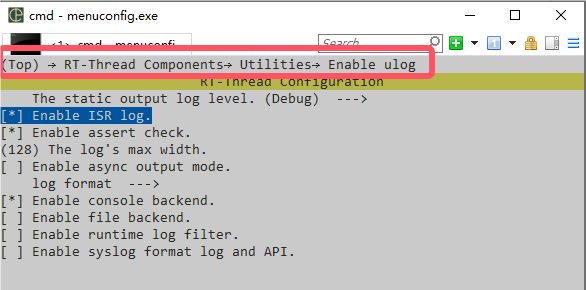 cmd - menuconfig.exe
<1> cmd - menuconfi
Search
(Top) → RT-Thread Components→ Utilities→ Enable ulog
RT-Thread Configuration
The static output log level. (Debug)  --->
[*] Enable ISR log.
[*] Enable assert check.
(128) The log's max width.
[ ] Enable async output mode.
log format  --->
[*] Enable console backend.
[ ] Enable file backend.
[ ] Enable runtime log filter.
[ ] Enable syslog format log and API.